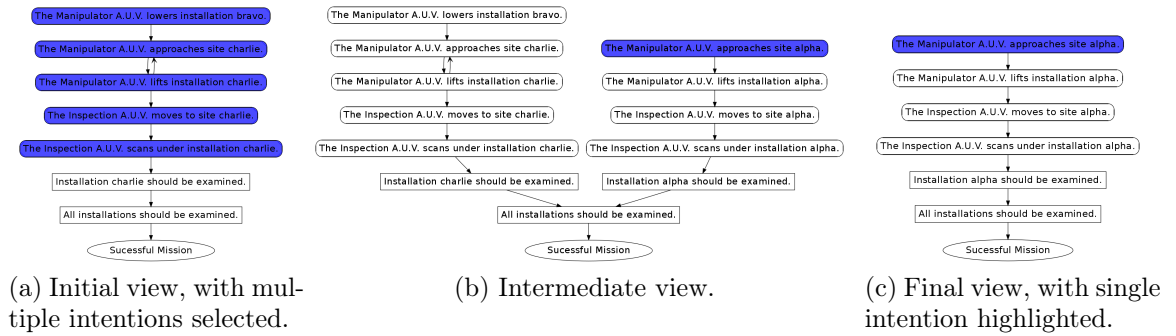 The Manipulator A.U.V. lowers installation bravo.
The Manipulator A.U.V. approaches site charlie.
The Manipulator A.U.V. lifts installation charlie.
The Inspection A.U.V. moves to site charlie.
The Inspection A.U.V. scans under installation charlie.
Installation charlie should be examined.
All installations should be examined.
Sucessful Mission
(a) Initial view, with mul-
tiple intentions selected.
The Manipulator A.U.V. lowers installation bravo.
The Manipulator A.U.V. approaches site charlie.
The Manipulator A.U.V. lifts installation charlie.
The Inspection A.U.V. moves to site charlie.
The Inspection A.U.V. scans under installation charlie.
Installation charlie should be examined.
The Manipulator A.U.V. approaches site alpha.
The Manipulator A.U.V. lifts installation alpha.
The Inspection A.U.V. moves to site alpha.
The Inspection A.U.V. scans under installation alpha.
Installation alpha should be examined.
All installations should be examined.
Sucessful Mission
(b) Intermediate view.
The Manipulator A.U.V. approaches site alpha.
The Manipulator A.U.V. lifts installation alpha.
The Inspection A.U.V. moves to site alpha.
The Inspection A.U.V. scans under installation alpha.
Installation alpha should be examined.
All installations should be examined.
Sucessful Mission
(c) Final view, with single
intention highlighted.